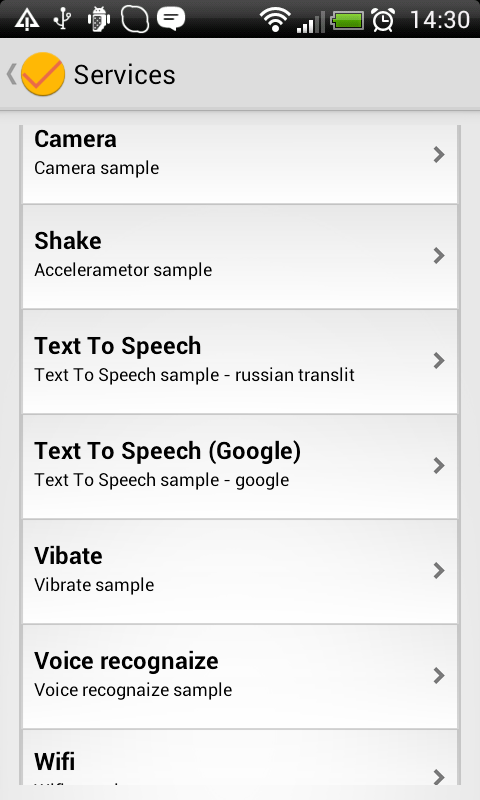 14:30
Services
Camera
Camera sample
Shake
Accelerametor sample
Text To Speech
Text To Speech sample - russian translit
Text To Speech (Google)
Text To Speech sample - google
Vibate
Vibrate sample
Voice recognaize
Voice recognaize sample
Wifi